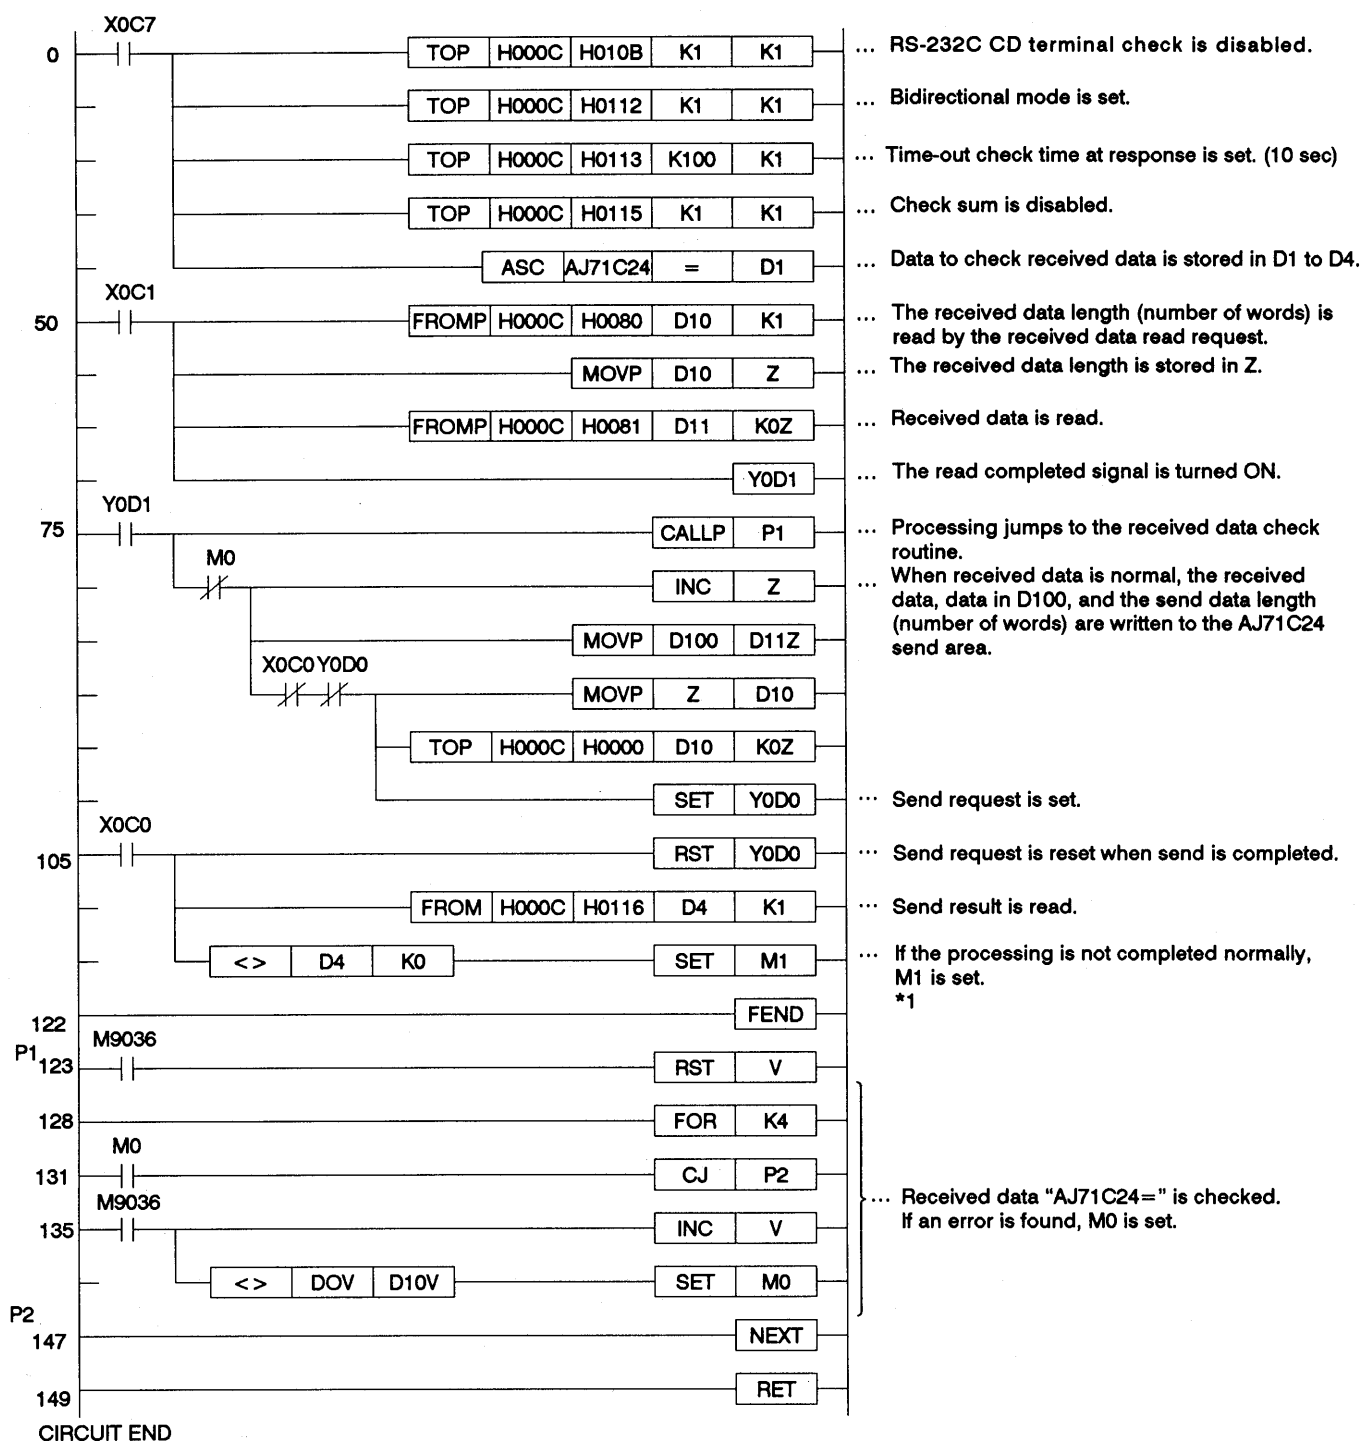 X0C7
0 TOP H000C H010B K1 K1 ... RS-232C CD terminal check is disabled.
TOP H000C H0112 K1 K1 ... Bidirectional mode is set.
TOP H000C H0113 K100 K1 ... Time-out check time at response is set. (10 sec)
TOP H000C H0115 K1 K1 ... Check sum is disabled.
ASC AJ71C24 = D1 ... Data to check received data is stored in D1 to D4.
X0C1
50 FROMP H000C H0080 D10 K1 ... The received data length (number of words) is
read by the received data read request.
MOVP D10 Z ... The received data length is stored in Z.
FROMP H000C H0081 D11 K0Z ... Received data is read.
Y0D1 ... The read completed signal is turned ON.
Y0D1
75 CALLP P1 ... Processing jumps to the received data check
routine.
M0
INC Z ... When received data is normal, the received
data, data in D100, and the send data length
MOVP D100 D11Z (number of words) are written to the AJ71C24
send area.
X0C0 Y0D0
MOVP Z D10
TOP H000C H0000 D10 K0Z
SET Y0D0 ... Send request is set.
X0C0
105 RST Y0D0 ... Send request is reset when send is completed.
FROM H000C H0116 D4 K1 ... Send result is read.
<> D4 K0 SET M1 ... If the processing is not completed normally,
M1 is set.
*1
122 FEND
M9036
P1 123 RST V
128 FOR K4
M0
131 CJ P2
M9036
... Received data “AJ71C24=” is checked.
If an error is found, M0 is set.
135 INC V
<> DOV D10V SET M0
P2
147 NEXT
149 RET
CIRCUIT END